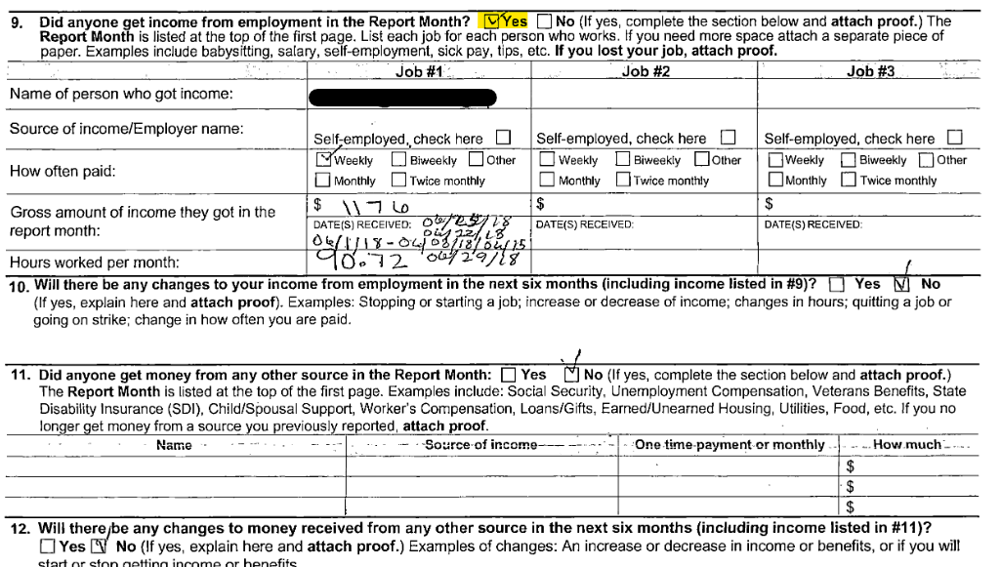 9. Did anyone get income from employment in the Report Month? Yes No (If yes, complete the section below and attach proof.) The
Report Month is listed at the top of the first page. List each job for each person who works. If you need more space attach a separate piece of
paper. Examples include babysitting, salary, self-employment, sick pay, tips, etc. If you lost your job, attach proof.
Job #1 Job #2 Job #3
Name of person who got income:
Source of income/Employer name:
Self-employed, check here Self-employed, check here Self-employed, check here
How often paid:
Weekly Biweekly Other Weekly Biweekly Other Weekly Biweekly Other
Monthly Twice monthly Monthly Twice monthly Monthly Twice monthly
Gross amount of income they got in the
report month:
$ 1176 $ $
DATE(S) RECEIVED: DATE(S) RECEIVED: DATE(S) RECEIVED:
06/22/18
06/1/18 - 06/08/18/06/15
Hours worked per month:
90.72 06/29/18
10. Will there be any changes to your income from employment in the next six months (including income listed in #9)? Yes No
(If yes, explain here and attach proof). Examples: Stopping or starting a job; increase or decrease of income; changes in hours; quitting a job or
going on strike; change in how often you are paid.
11. Did anyone get money from any other source in the Report Month: Yes No (If yes, complete the section below and attach proof.)
The Report Month is listed at the top of the first page. Examples include: Social Security, Unemployment Compensation, Veterans Benefits, State
Disability Insurance (SDI), Child/Spousal Support, Worker's Compensation, Loans/Gifts, Earned/Unearned Housing, Utilities, Food, etc. If you no
longer get money from a source you previously reported, attach proof.
Name Source of income One time payment or monthly How much
$
$
$
12. Will there be any changes to money received from any other source in the next six months (including income listed in #11)?
Yes No (If yes, explain here and attach proof.) Examples of changes: An increase or decrease in income or benefits, or if you will
start or stop getting income or benefits